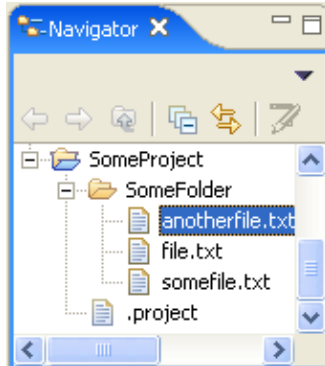 Navigator
SomeProject
SomeFolder
anotherfile.txt
file.txt
somefile.txt
.project